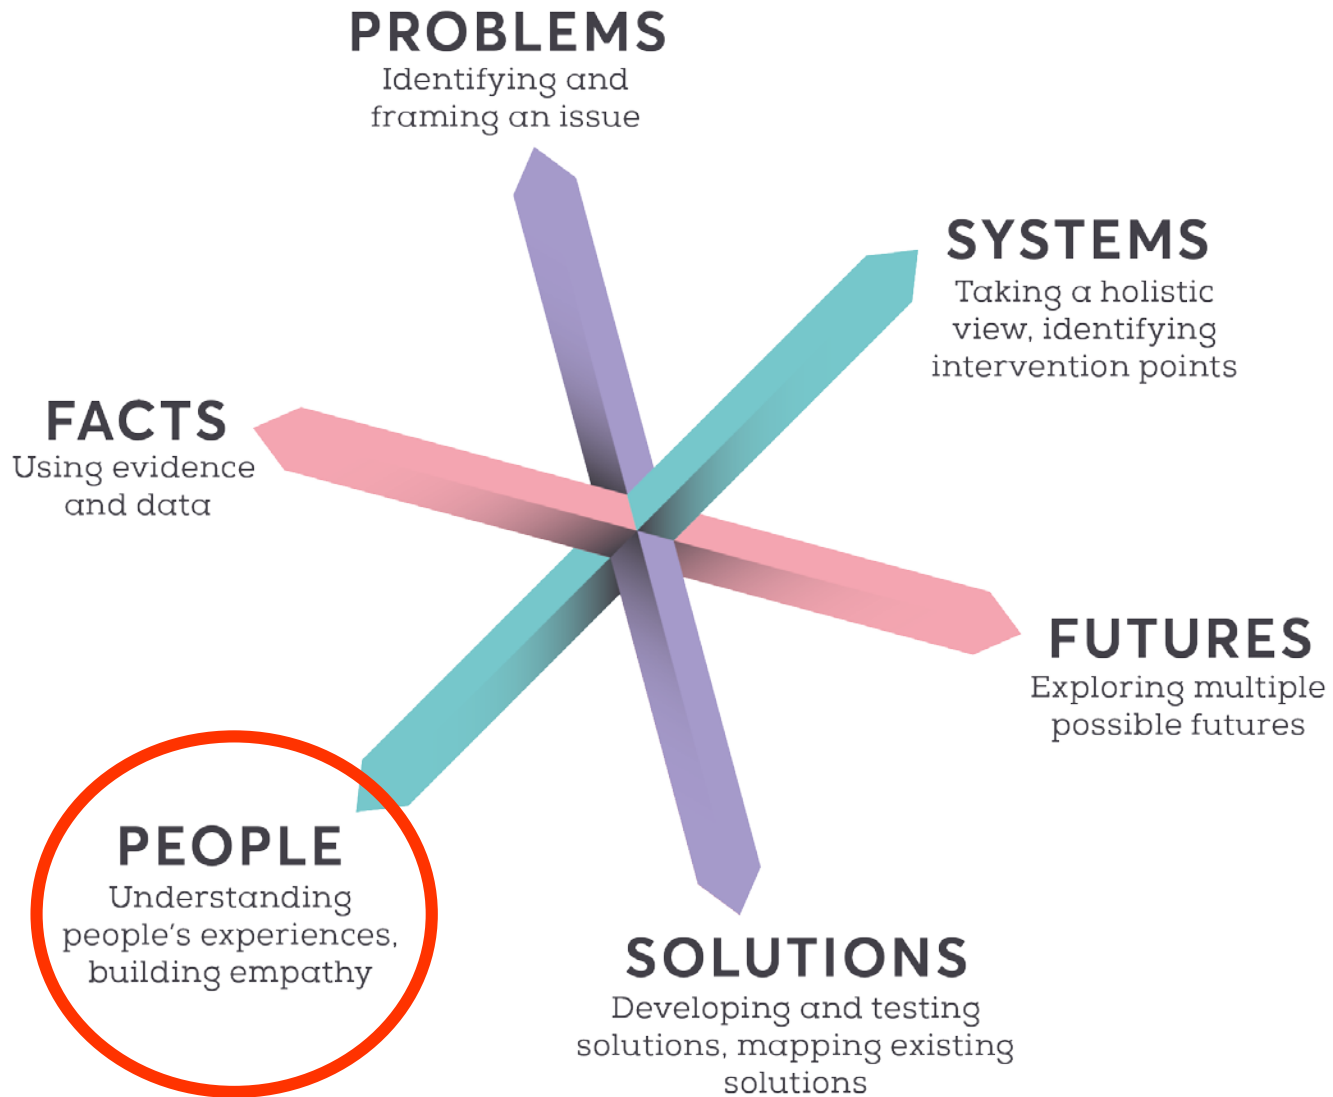 PROBLEMS
Identifying and
framing an issue
SYSTEMS
Taking a holistic
view, identifying
intervention points
FACTS
Using evidence
and data
FUTURES
Exploring multiple
possible futures
PEOPLE
Understanding
people's experiences,
building empathy
SOLUTIONS
Developing and testing
solutions, mapping existing
solutions